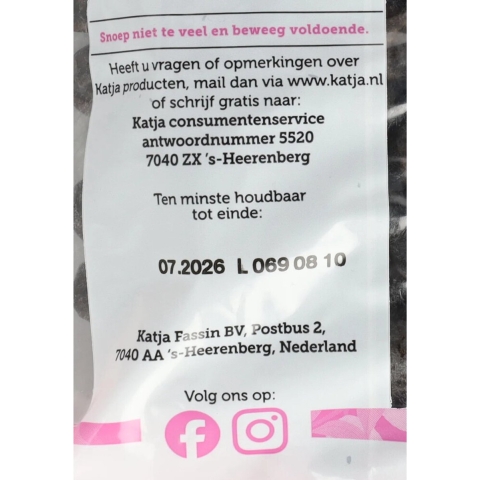 Snoep niet te veel en beweeg voldoende.
Heeft u vragen of opmerkingen over
Katja producten, mail dan via www.katja.nl
of schrijf gratis naar:
Katja consumentenservice
antwoordnummer 5520
7040 ZX 's-Heerenberg
Ten minste houdbaar
tot einde:
07.2026 L 069 08 10
Katja Fassin BV, Postbus 2,
7040 AA 's-Heerenberg, Nederland
Volg ons op: